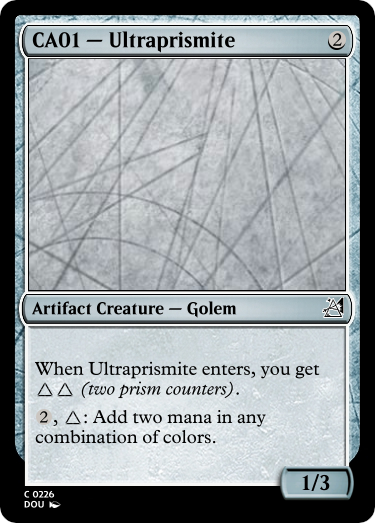 CA01 — Ultraprismite 2
Artifact Creature — Golem
When Ultraprismite enters, you get
△△ (two prism counters).
2, △: Add two mana in any
combination of colors.
1/3
C 0226
DOU